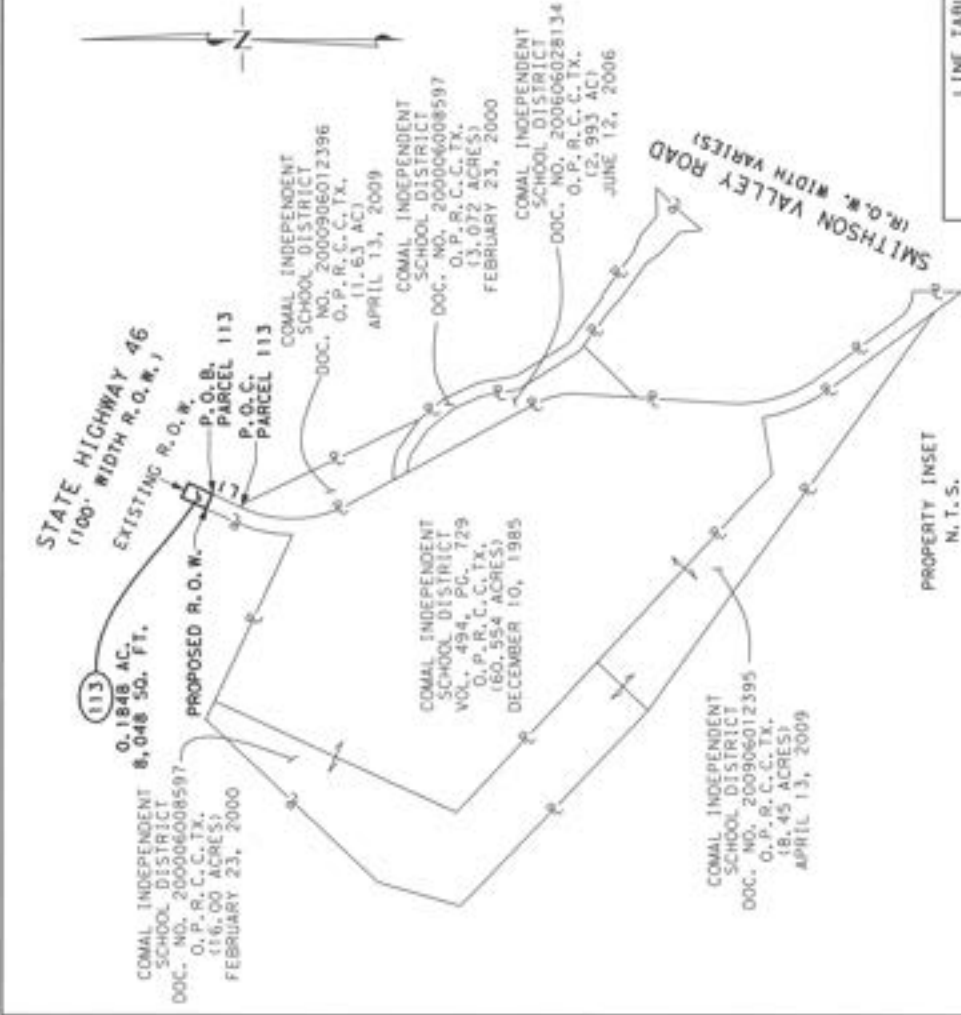 STATE HIGHWAY 46
(100' WIDTH R.O.W.)
EXISTING R.O.W.
P.O.B.
PARCEL 113
P.O.C.
PARCEL 113
L1
113
0.1848 AC.
8,048 SQ. FT.
PROPOSED R.O.W.
N
COMAL INDEPENDENT
SCHOOL DISTRICT
DOC. NO. 200006008597
O.P.R.C.C.TX.
(16.00 ACRES)
FEBRUARY 23, 2000
COMAL INDEPENDENT
SCHOOL DISTRICT
DOC. NO. 200906012396
O.P.R.C.C.TX.
(1.63 AC)
APRIL 13, 2009
COMAL INDEPENDENT
SCHOOL DISTRICT
DOC. NO. 200006008597
O.P.R.C.C.TX.
(3.072 ACRES)
FEBRUARY 23, 2000
COMAL INDEPENDENT
SCHOOL DISTRICT
DOC. NO. 200606028134
O.P.R.C.C.TX.
(2.993 AC)
JUNE 12, 2006
COMAL INDEPENDENT
SCHOOL DISTRICT
VOL. 494, PG. 729
O.P.R.C.C.TX.
(60.554 ACRES)
DECEMBER 10, 1985
SMITHSON VALLEY ROAD
(R.O.W. WIDTH VARIES)
COMAL INDEPENDENT
SCHOOL DISTRICT
DOC. NO. 200906012395
O.P.R.C.C.TX.
(8.45 ACRES)
APRIL 13, 2009
PROPERTY INSET
N.T.S.
LINE